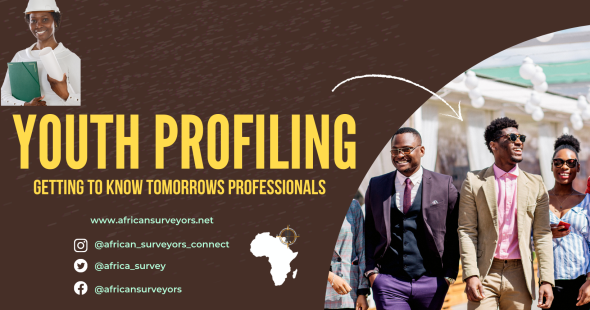 YOUTH PROFILING
GETTING TO KNOW TOMORROWS PROFESSIONALS
www.africansurveyors.net
@african_surveyors_connect
@africa_survey
@africansurveyors